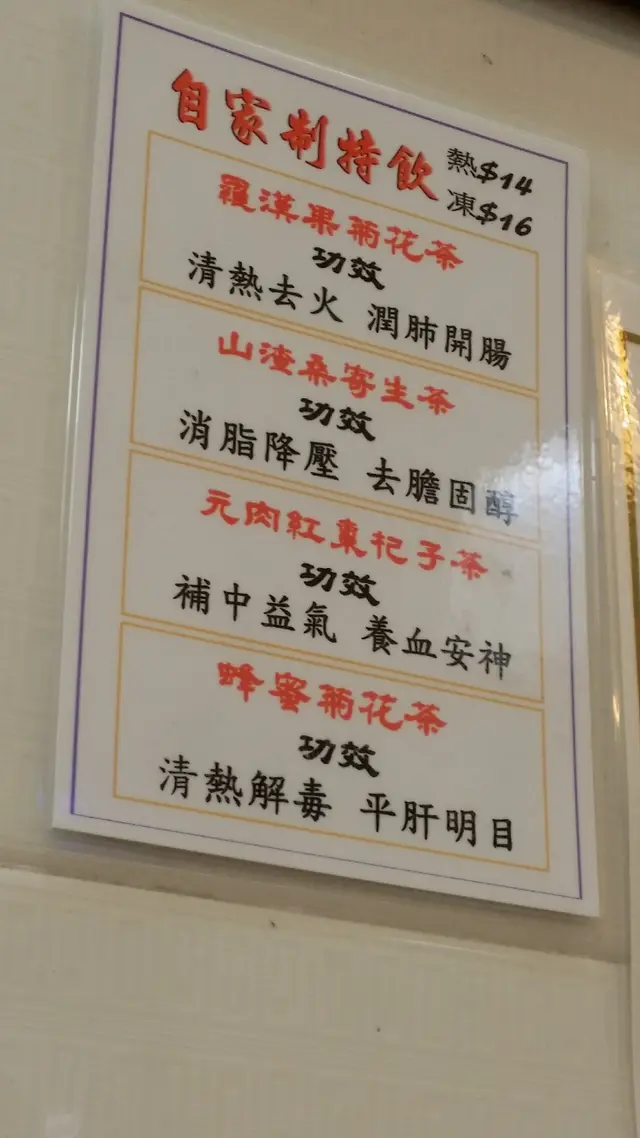 自家制特飲
熱$14
凍$16
羅漢果菊花茶
功效
清熱去火 潤肺開腸
山渣桑寄生茶
功效
消脂降壓 去膽固醇
元肉紅棗杞子茶
功效
補中益氣 養血安神
蜂蜜菊花茶
功效
清熱解毒 平肝明目